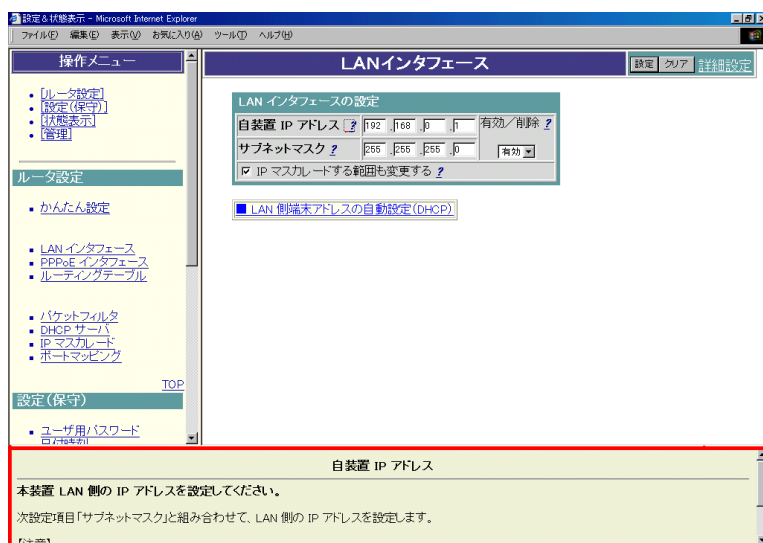 設定&状態表示 - Microsoft Internet Explorer
ファイル(F) 編集(E) 表示(V) お気に入り(A) ツール(T) ヘルプ(H)
操作メニュー
[ルータ設定]
[設定(保守)]
[状態表示]
[管理]
ルータ設定
かんたん設定
LAN インタフェース
PPPoE インタフェース
ルーティングテーブル
パケットフィルタ
DHCP サーバ
IP マスカレード
ポートマッピング
TOP
設定(保守)
ユーザ用パスワード
日付時刻
LANインタフェース
設定 クリア 詳細設定
LAN インタフェースの設定
自装置 IP アドレス ? 192 .168 .0 .1 有効/削除 ?
サブネットマスク ? 255 .255 .255 .0 有効
IP マスカレードする範囲も変更する ?
LAN 側端末アドレスの自動設定(DHCP)
自装置 IP アドレス
本装置 LAN 側の IP アドレスを設定してください。
次設定項目「サブネットマスク」と組み合わせて、LAN 側の IP アドレスを設定します。
【注意】